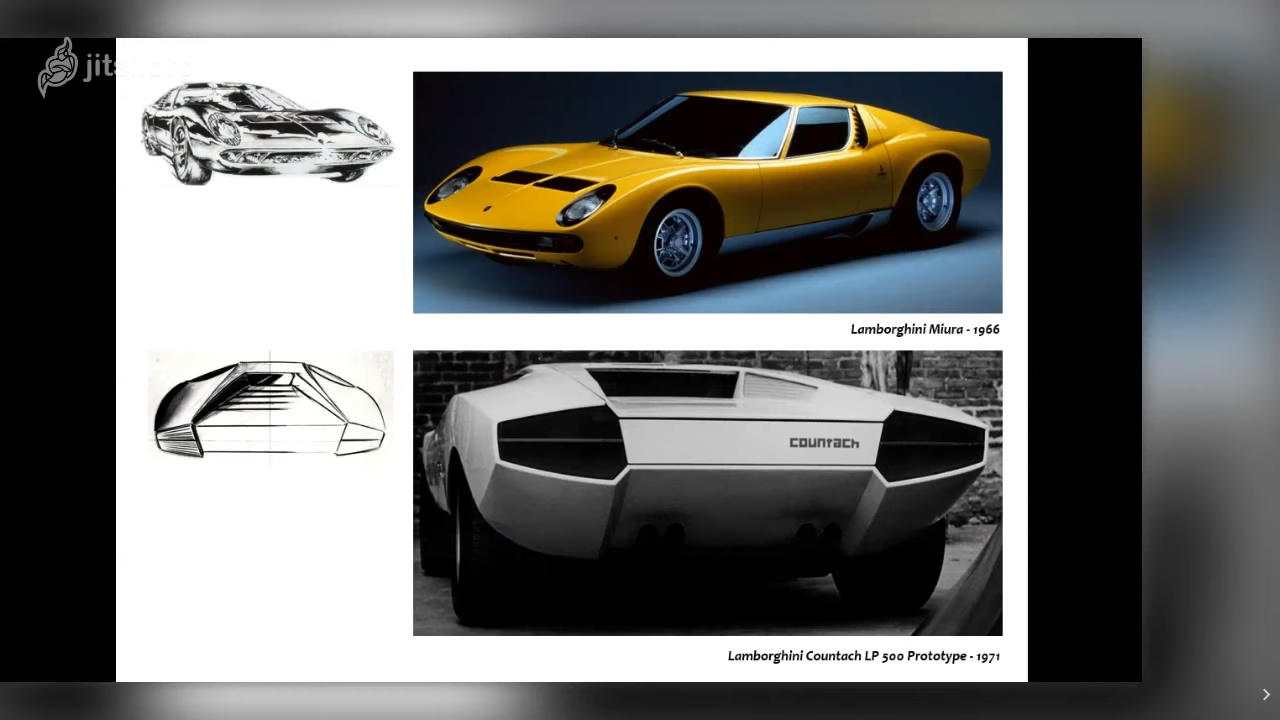 Lamborghini Miura - 1966
countach
Lamborghini Countach LP 500 Prototype - 1971